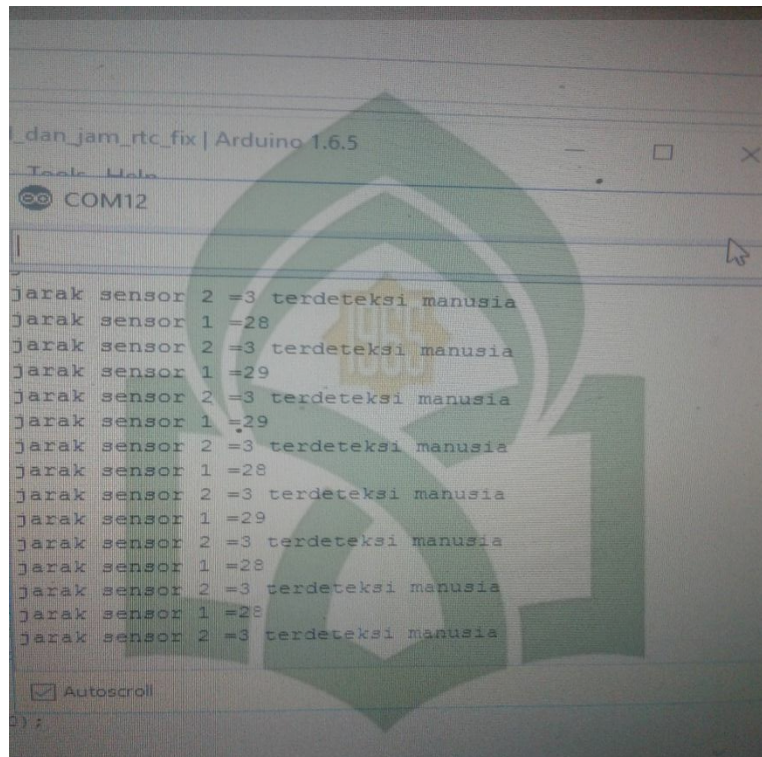 l_dan_jam_rtc_fix | Arduino 1.6.5
Tools Help
COM12
jarak sensor 2 =3 terdeteksi manusia
jarak sensor 1 =28
jarak sensor 2 =3 terdeteksi manusia
jarak sensor 1 =29
jarak sensor 2 =3 terdeteksi manusia
jarak sensor 1 =29
jarak sensor 2 =3 terdeteksi manusia
jarak sensor 1 =28
jarak sensor 2 =3 terdeteksi manusia
jarak sensor 1 =29
jarak sensor 2 =3 terdeteksi manusia
jarak sensor 1 =28
jarak sensor 2 =3 terdeteksi manusia
jarak sensor 1 =28
jarak sensor 2 =3 terdeteksi manusia
Autoscroll
);